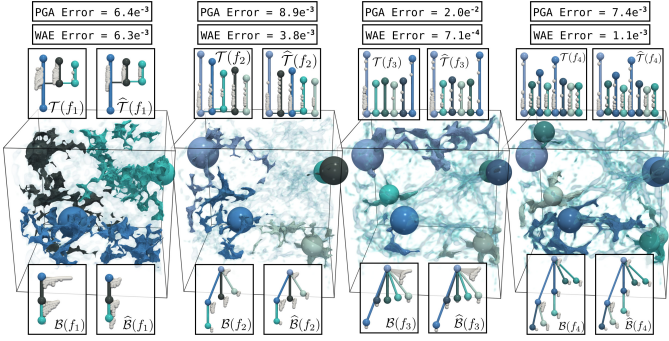 PGA Error = 6.4e⁻³
WAE Error = 6.3e⁻³
PGA Error = 8.9e⁻³
WAE Error = 3.8e⁻³
PGA Error = 2.0e⁻²
WAE Error = 7.1e⁻⁴
PGA Error = 7.4e⁻³
WAE Error = 1.1e⁻³
𝒯(f₁)
𝒯̂(f₁)
𝒯(f₂)
𝒯̂(f₂)
𝒯(f₃)
𝒯̂(f₃)
𝒯(f₄)
𝒯̂(f₄)
ℬ(f₁)
ℬ̂(f₁)
ℬ(f₂)
ℬ̂(f₂)
ℬ(f₃)
ℬ̂(f₃)
ℬ(f₄)
ℬ̂(f₄)